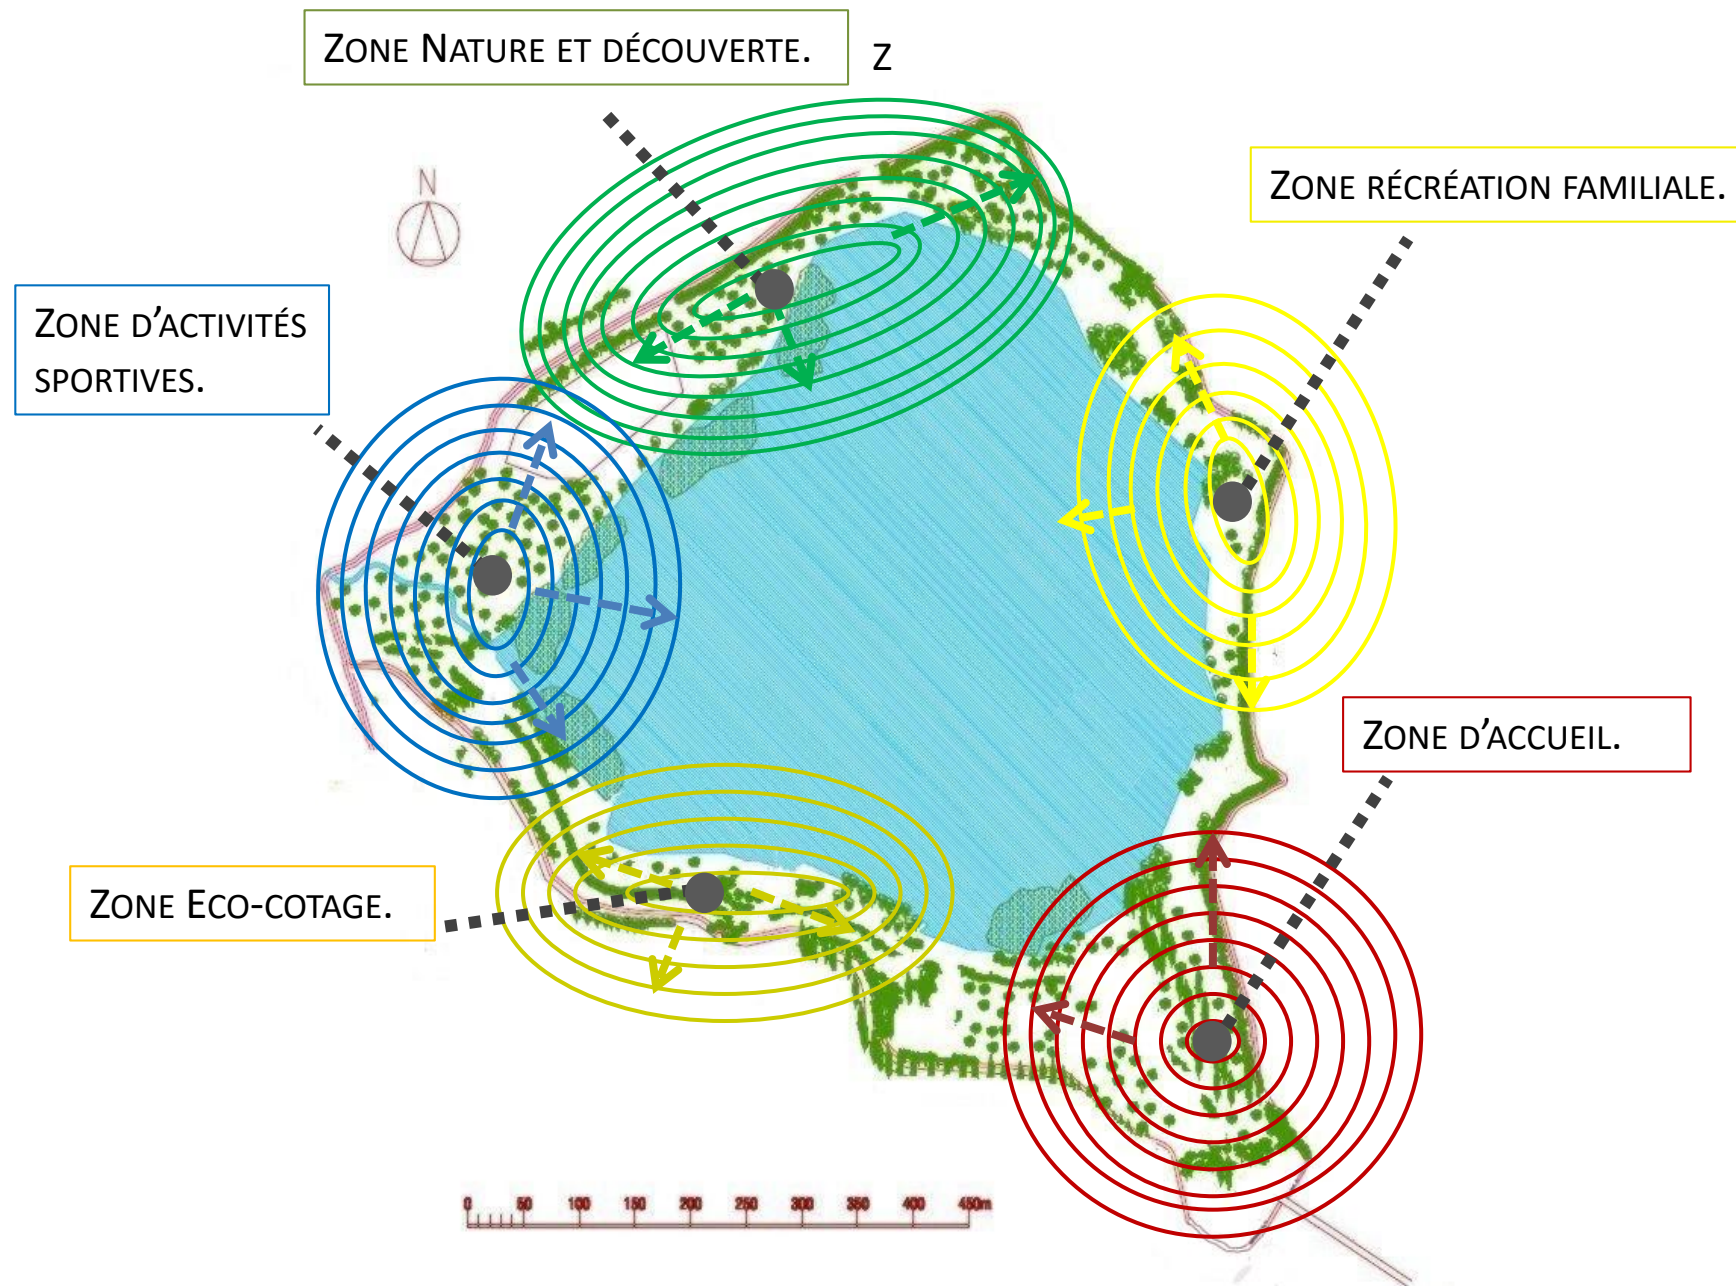 Zone Nature et découverte.
Z
Zone récréation familiale.
N
Zone d'activités
sportives.
Zone d'accueil.
Zone Eco-cotage.
0 50 100 150 200 250 300 350 400 450m